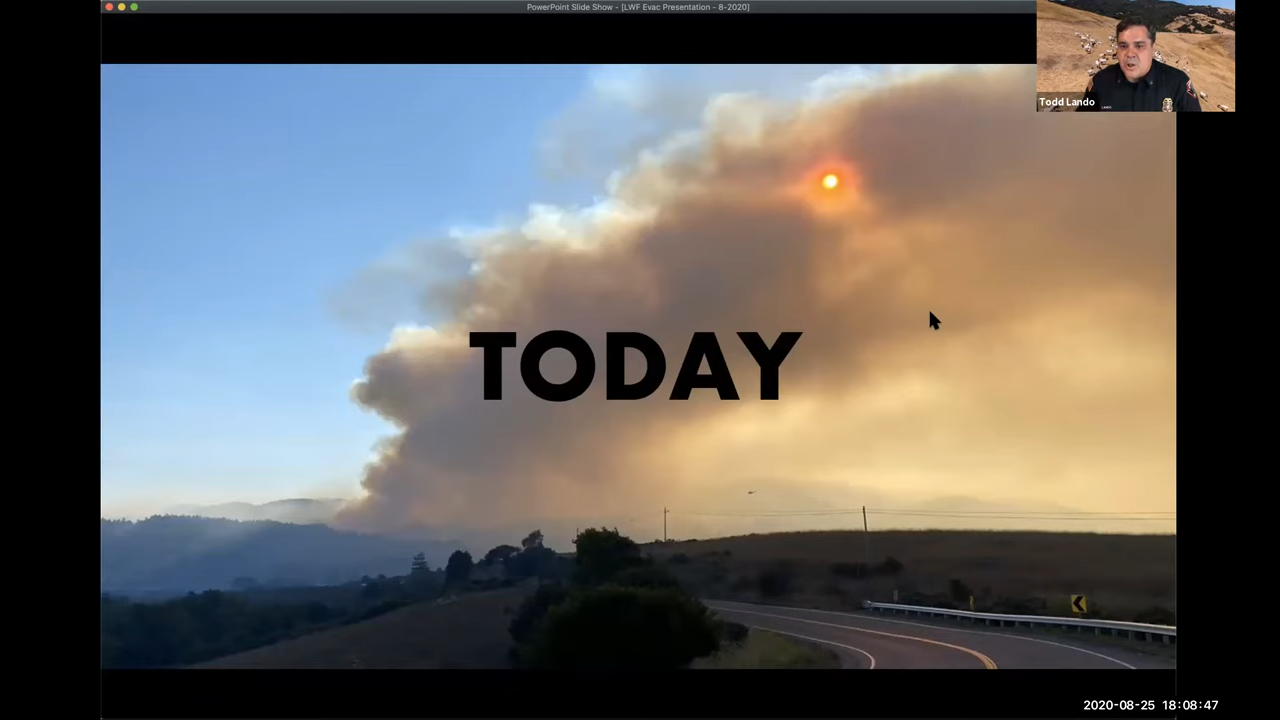 PowerPoint Slide Show - [LWF Evac Presentation - 8-2020]
Todd Lando
TODAY
2020-08-25 18:08:47